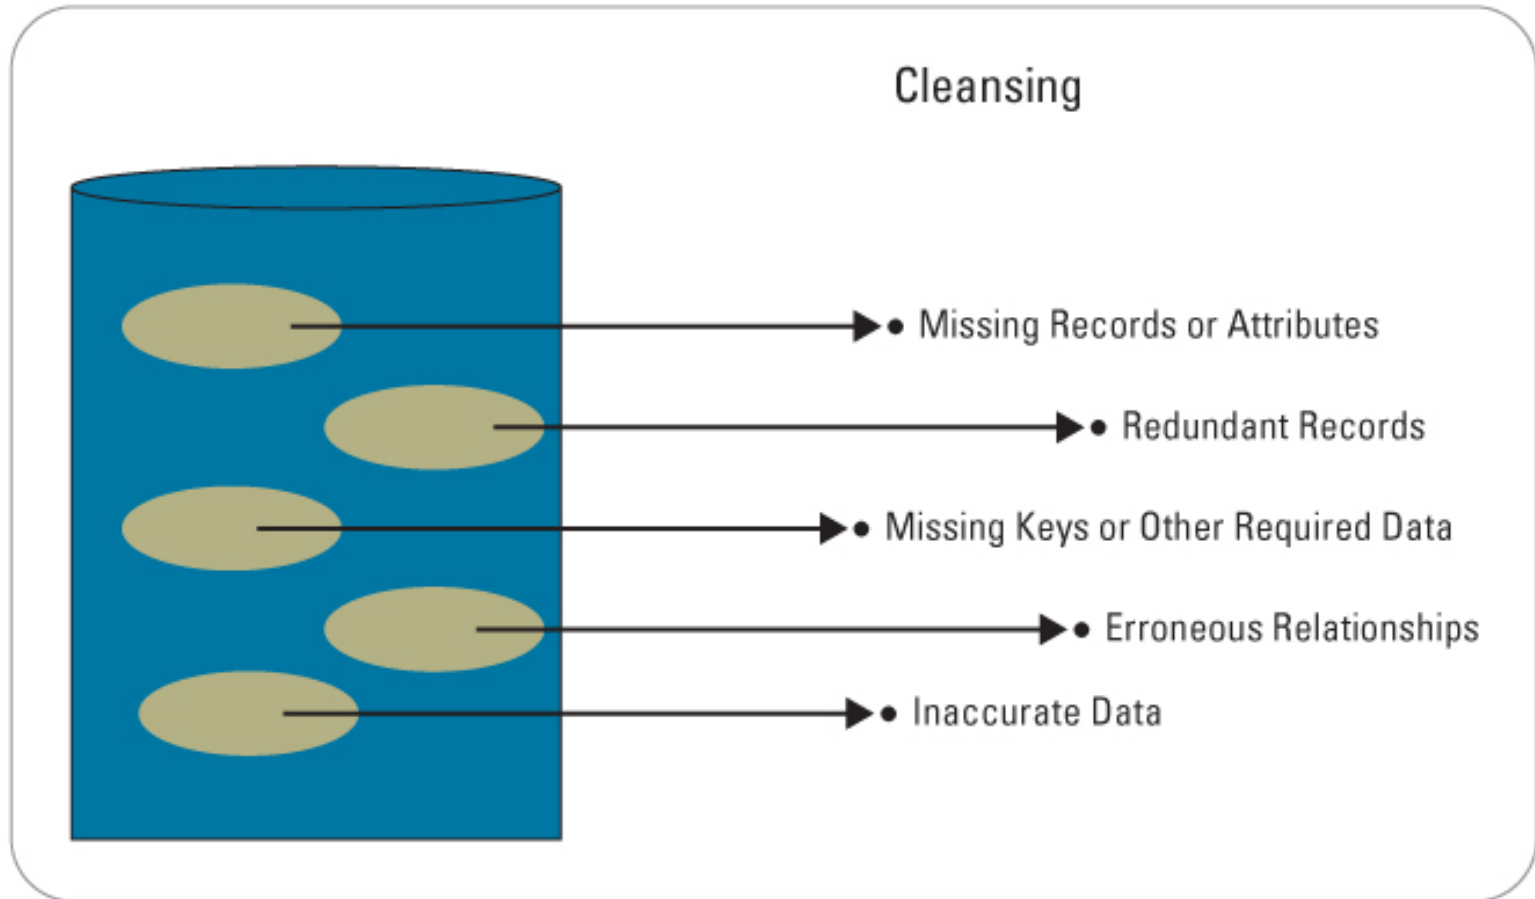 Cleansing
• Missing Records or Attributes
• Redundant Records
• Missing Keys or Other Required Data
• Erroneous Relationships
• Inaccurate Data